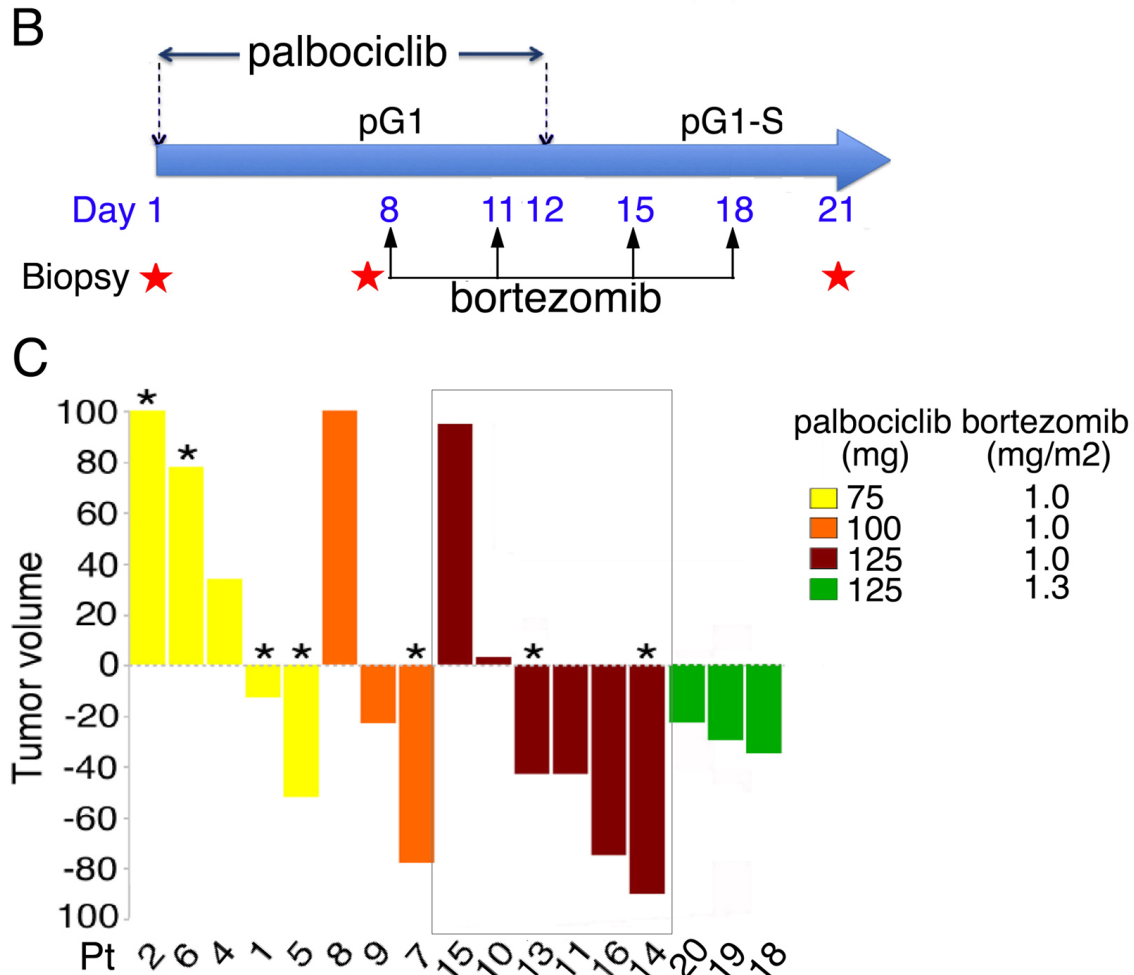 B
palbociclib
pG1 pG1-S
Day 1 8 11 12 15 18 21
Biopsy
bortezomib
C
palbociclib bortezomib
(mg) (mg/m2)
75 1.0
100 1.0
125 1.0
125 1.3
Tumor volume
100
80
60
40
20
0
-20
-40
-60
-80
100
* * * * * * *
Pt 2 6 4 1 5 8 9 7 15 10 13 11 16 14 20 19 18